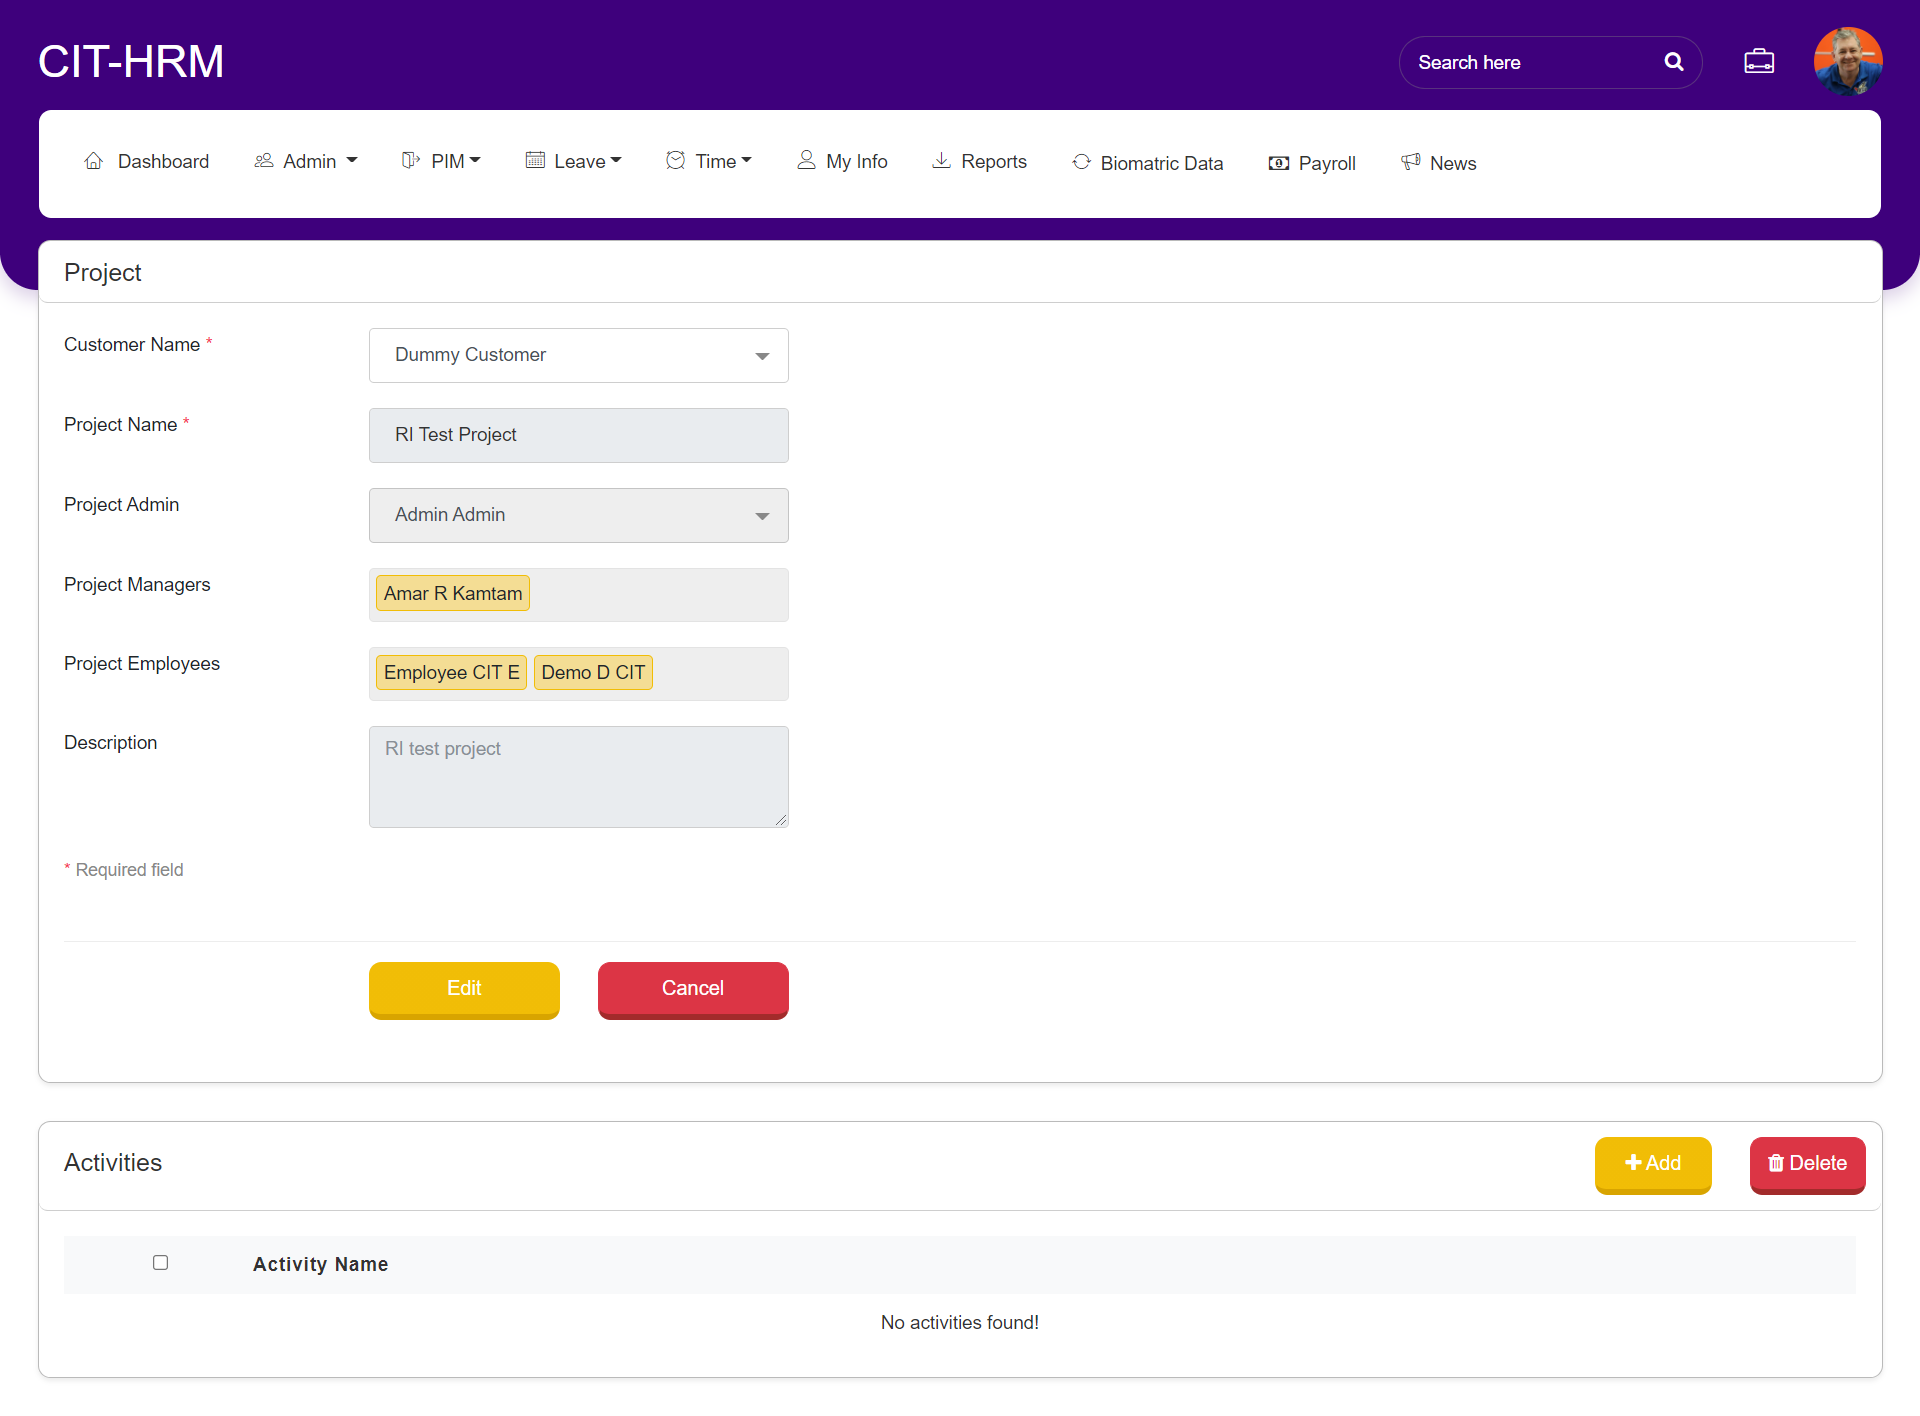 CIT-HRM
Search here
Dashboard Admin PIM Leave Time My Info Reports Biomatric Data Payroll News
Project
Customer Name *
Dummy Customer
Project Name *
RI Test Project
Project Admin
Admin Admin
Project Managers
Amar R Kamtam
Project Employees
Employee CIT E Demo D CIT
Description
RI test project
* Required field
Edit Cancel
Activities
Add Delete
Activity Name
No activities found!